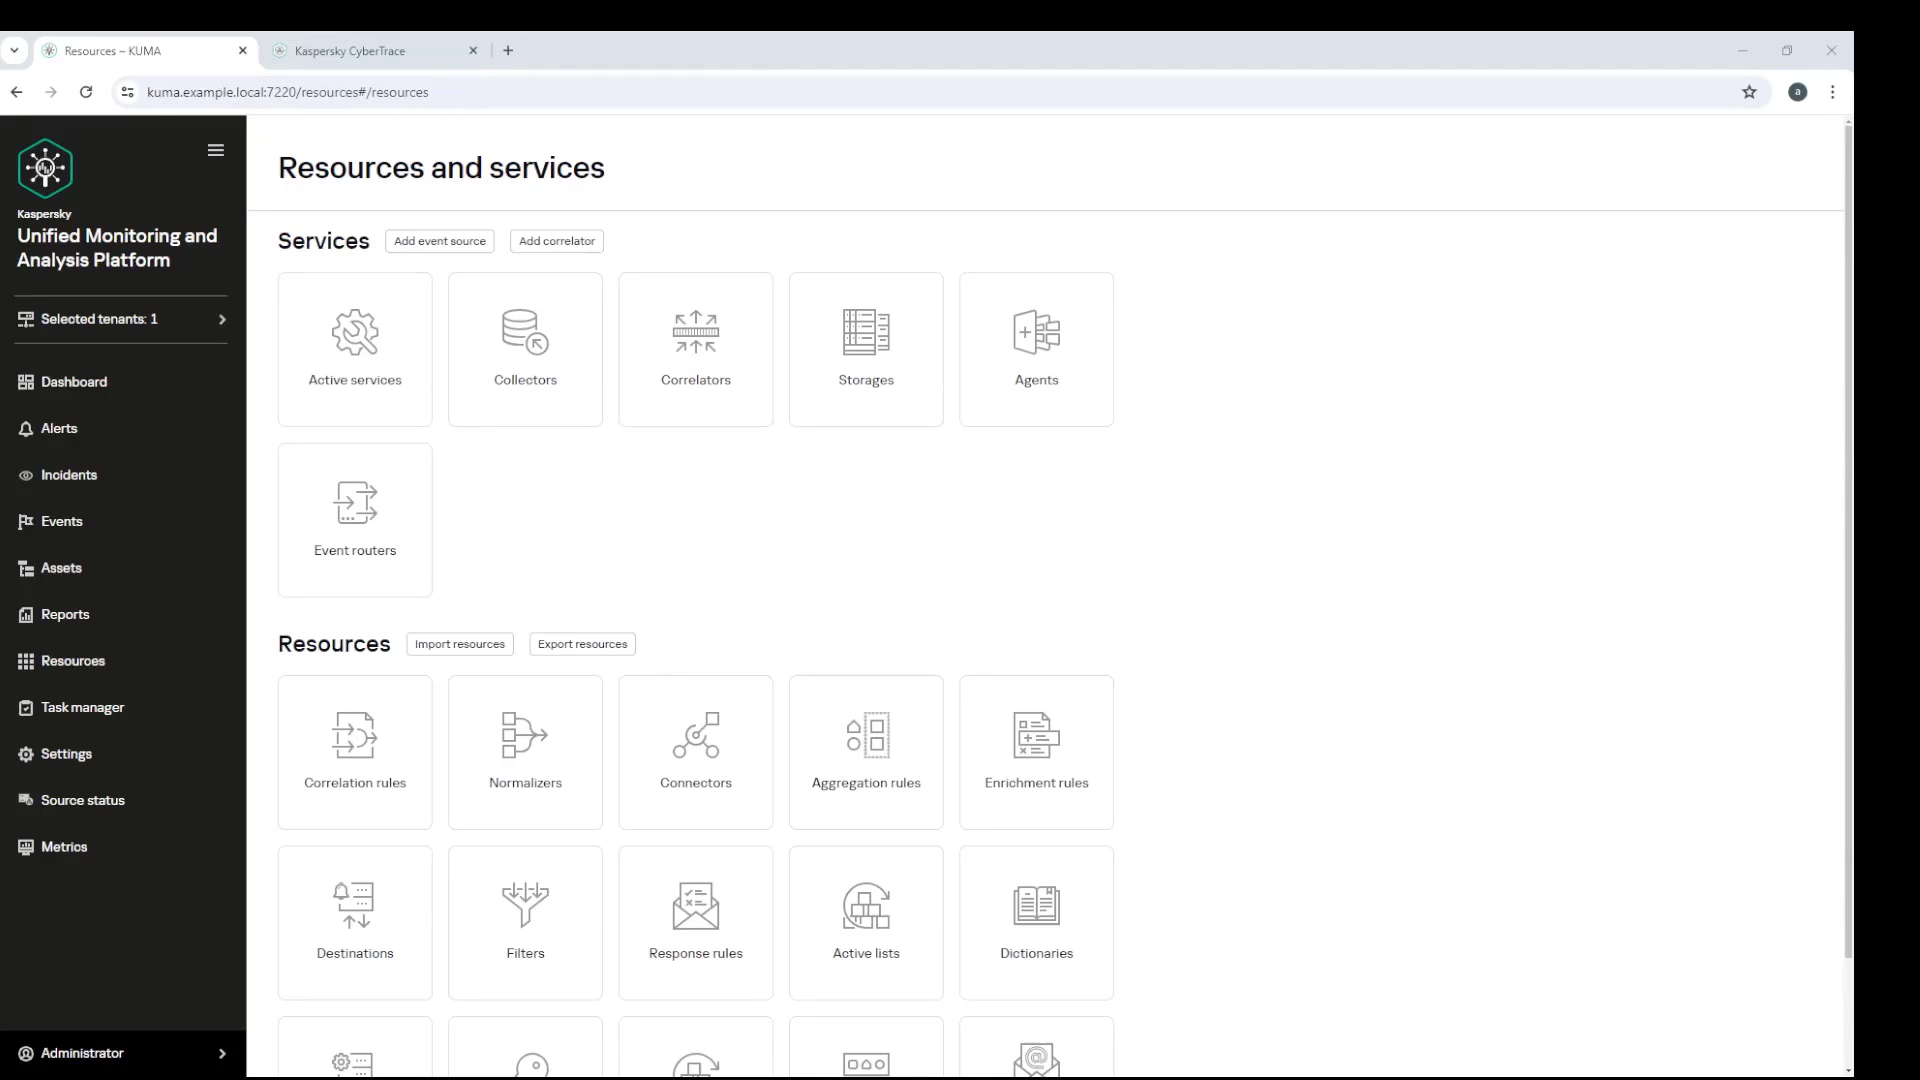 Resources – KUMA
Kaspersky CyberTrace
kuma.example.local:7220/resources#/resources
a
Kaspersky
Unified Monitoring and
Analysis Platform
Selected tenants: 1
Dashboard
Alerts
Incidents
Events
Assets
Reports
Resources
Task manager
Settings
Source status
Metrics
Administrator
Resources and services
Services
Add event source
Add correlator
Active services
Collectors
Correlators
Storages
Agents
Event routers
Resources
Import resources
Export resources
Correlation rules
Normalizers
Connectors
Aggregation rules
Enrichment rules
Destinations
Filters
Response rules
Active lists
Dictionaries